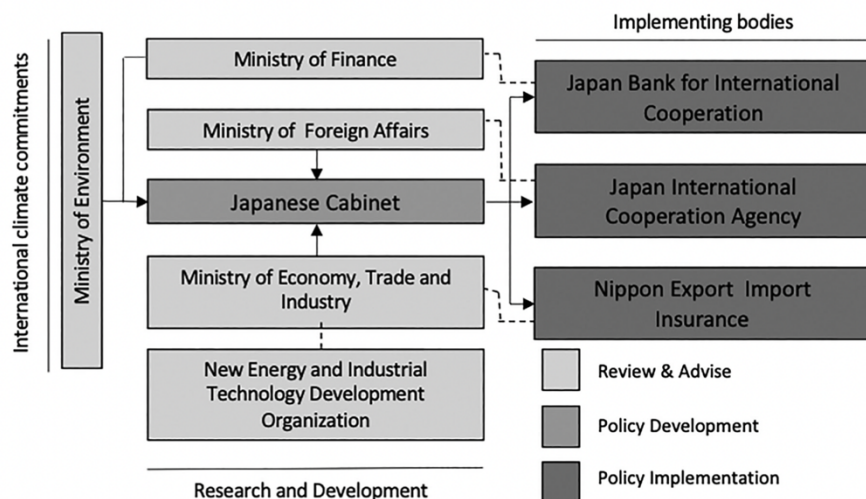 Implementing bodies
International climate commitments
Ministry of Environment
Ministry of Finance
Ministry of Foreign Affairs
Japanese Cabinet
Ministry of Economy, Trade and
Industry
New Energy and Industrial
Technology Development
Organization
Research and Development
Japan Bank for International
Cooperation
Japan International
Cooperation Agency
Nippon Export Import
Insurance
Review & Advise
Policy Development
Policy Implementation